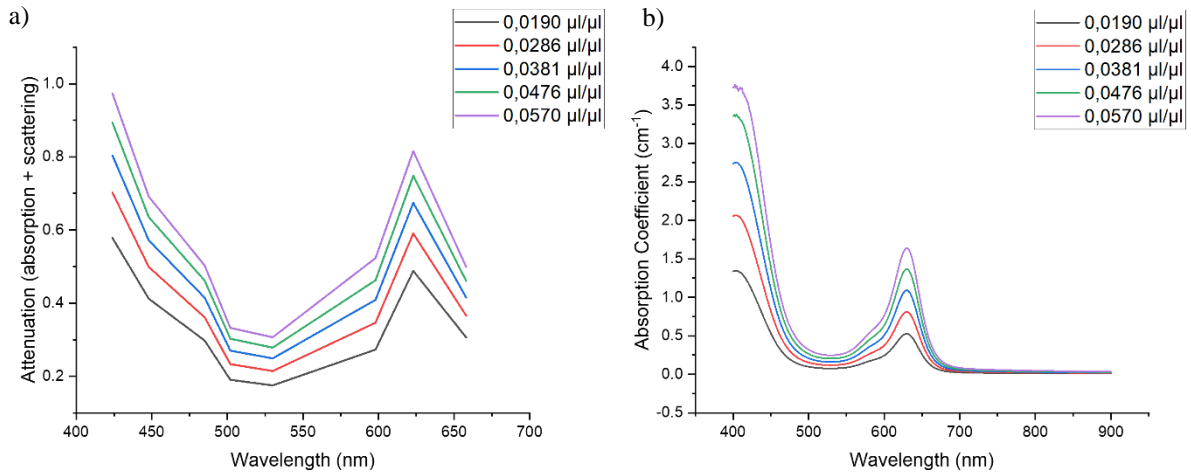 a)
0,0190 µl/µl
0,0286 µl/µl
0,0381 µl/µl
0,0476 µl/µl
0,0570 µl/µl
Attenuation (absorption + scattering)
1.0
0.8
0.6
0.4
0.2
400 450 500 550 600 650 700
Wavelength (nm)
b)
0,0190 µl/µl
0,0286 µl/µl
0,0381 µl/µl
0,0476 µl/µl
0,0570 µl/µl
Absorption Coefficient (cm⁻¹)
4.0
3.5
3.0
2.5
2.0
1.5
1.0
0.5
0.0
-0.5
400 500 600 700 800 900
Wavelength (nm)